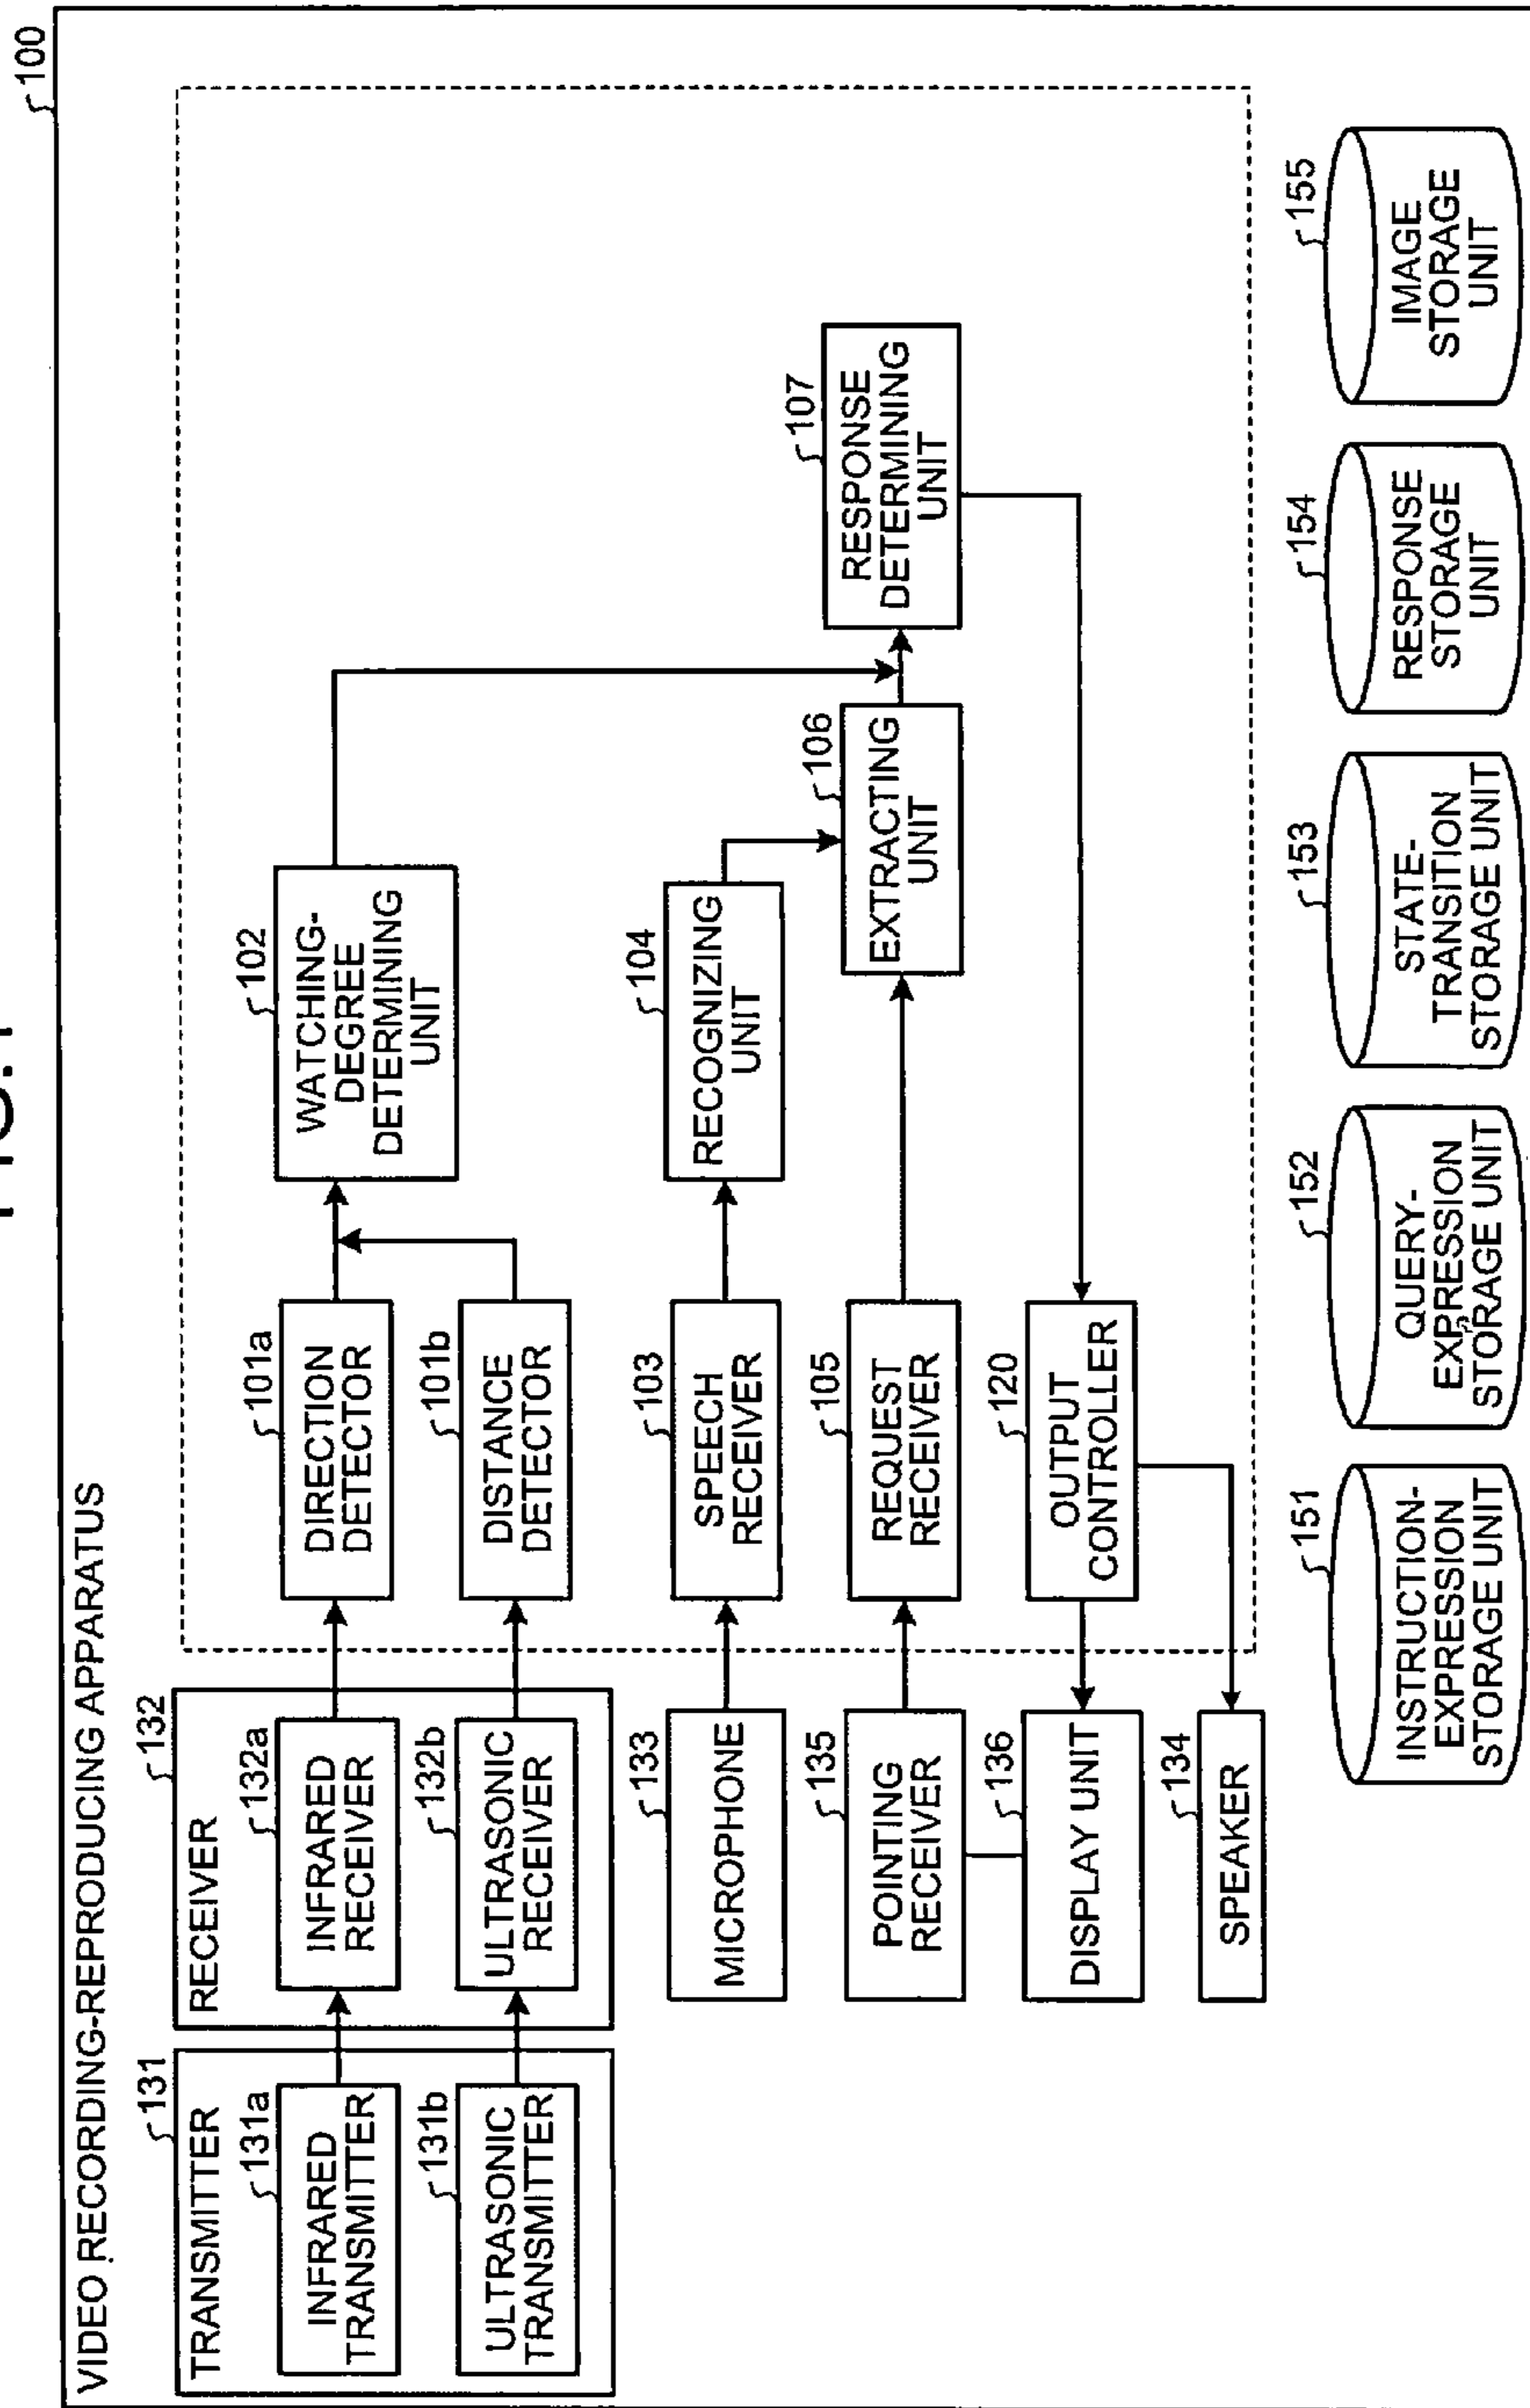 FIG.1
100
VIDEO RECORDING-REPRODUCING APPARATUS
131
TRANSMITTER
131a
INFRARED
TRANSMITTER
131b
ULTRASONIC
TRANSMITTER
132
RECEIVER
132a
INFRARED
RECEIVER
132b
ULTRASONIC
RECEIVER
101a
DIRECTION
DETECTOR
101b
DISTANCE
DETECTOR
102
WATCHING-
DEGREE
DETERMINING
UNIT
133
MICROPHONE
103
SPEECH
RECEIVER
104
RECOGNIZING
UNIT
135
POINTING
RECEIVER
105
REQUEST
RECEIVER
106
EXTRACTING
UNIT
107
RESPONSE
DETERMINING
UNIT
136
DISPLAY UNIT
120
OUTPUT
CONTROLLER
134
SPEAKER
151
INSTRUCTION-
EXPRESSION
STORAGE UNIT
152
QUERY-
EXPRESSION
STORAGE UNIT
153
STATE-
TRANSITION
STORAGE UNIT
154
RESPONSE
STORAGE
UNIT
155
IMAGE
STORAGE
UNIT